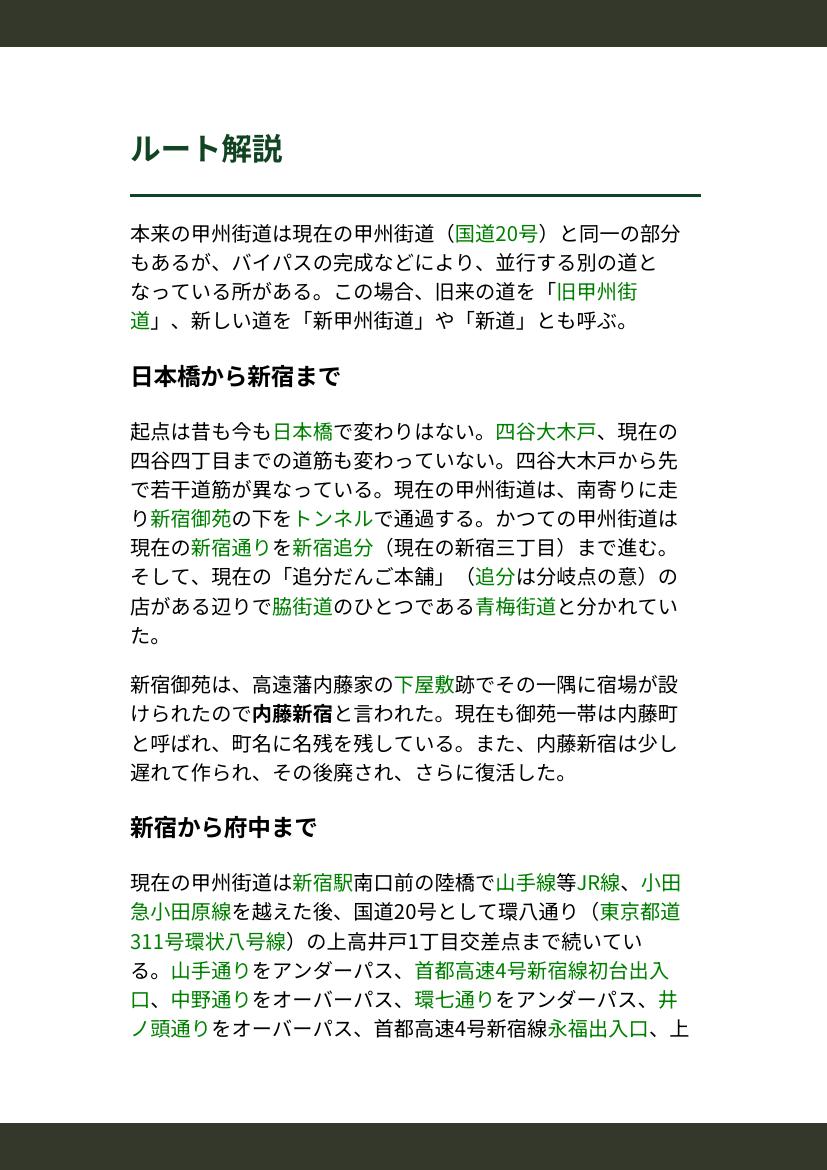 ルート解説
本来の甲州街道は現在の甲州街道（国道20号）と同一の部分
もあるが、バイパスの完成などにより、並行する別の道と
なっている所がある。この場合、旧来の道を「旧甲州街
道」、新しい道を「新甲州街道」や「新道」とも呼ぶ。
日本橋から新宿まで
起点は昔も今も日本橋で変わりはない。四谷大木戸、現在の
四谷四丁目までの道筋も変わっていない。四谷大木戸から先
で若干道筋が異なっている。現在の甲州街道は、南寄りに走
り新宿御苑の下をトンネルで通過する。かつての甲州街道は
現在の新宿通りを新宿追分（現在の新宿三丁目）まで進む。
そして、現在の「追分だんご本舗」（追分は分岐点の意）の
店がある辺りで脇街道のひとつである青梅街道と分かれてい
た。
新宿御苑は、高遠藩内藤家の下屋敷跡でその一隅に宿場が設
けられたので内藤新宿と言われた。現在も御苑一帯は内藤町
と呼ばれ、町名に名残を残している。また、内藤新宿は少し
遅れて作られ、その後廃され、さらに復活した。
新宿から府中まで
現在の甲州街道は新宿駅南口前の陸橋で山手線等JR線、小田
急小田原線を越えた後、国道20号として環八通り（東京都道
311号環状八号線）の上高井戸1丁目交差点まで続いてい
る。山手通りをアンダーパス、首都高速4号新宿線初台出入
口、中野通りをオーバーパス、環七通りをアンダーパス、井
ノ頭通りをオーバーパス、首都高速4号新宿線永福出入口、上